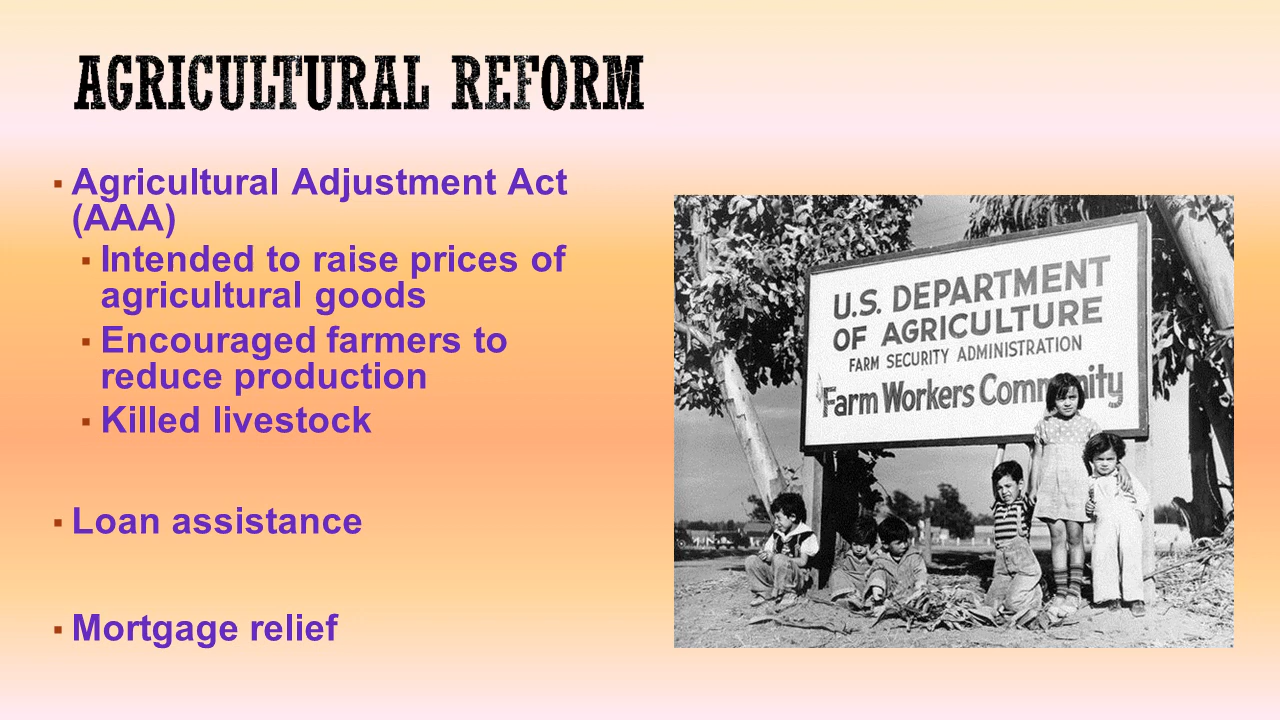 AGRICULTURAL REFORM
▪ Agricultural Adjustment Act
(AAA)
▪ Intended to raise prices of
agricultural goods
▪ Encouraged farmers to
reduce production
▪ Killed livestock
▪ Loan assistance
▪ Mortgage relief
U.S. DEPARTMENT
OF AGRICULTURE
FARM SECURITY ADMINISTRATION
Farm Workers Community